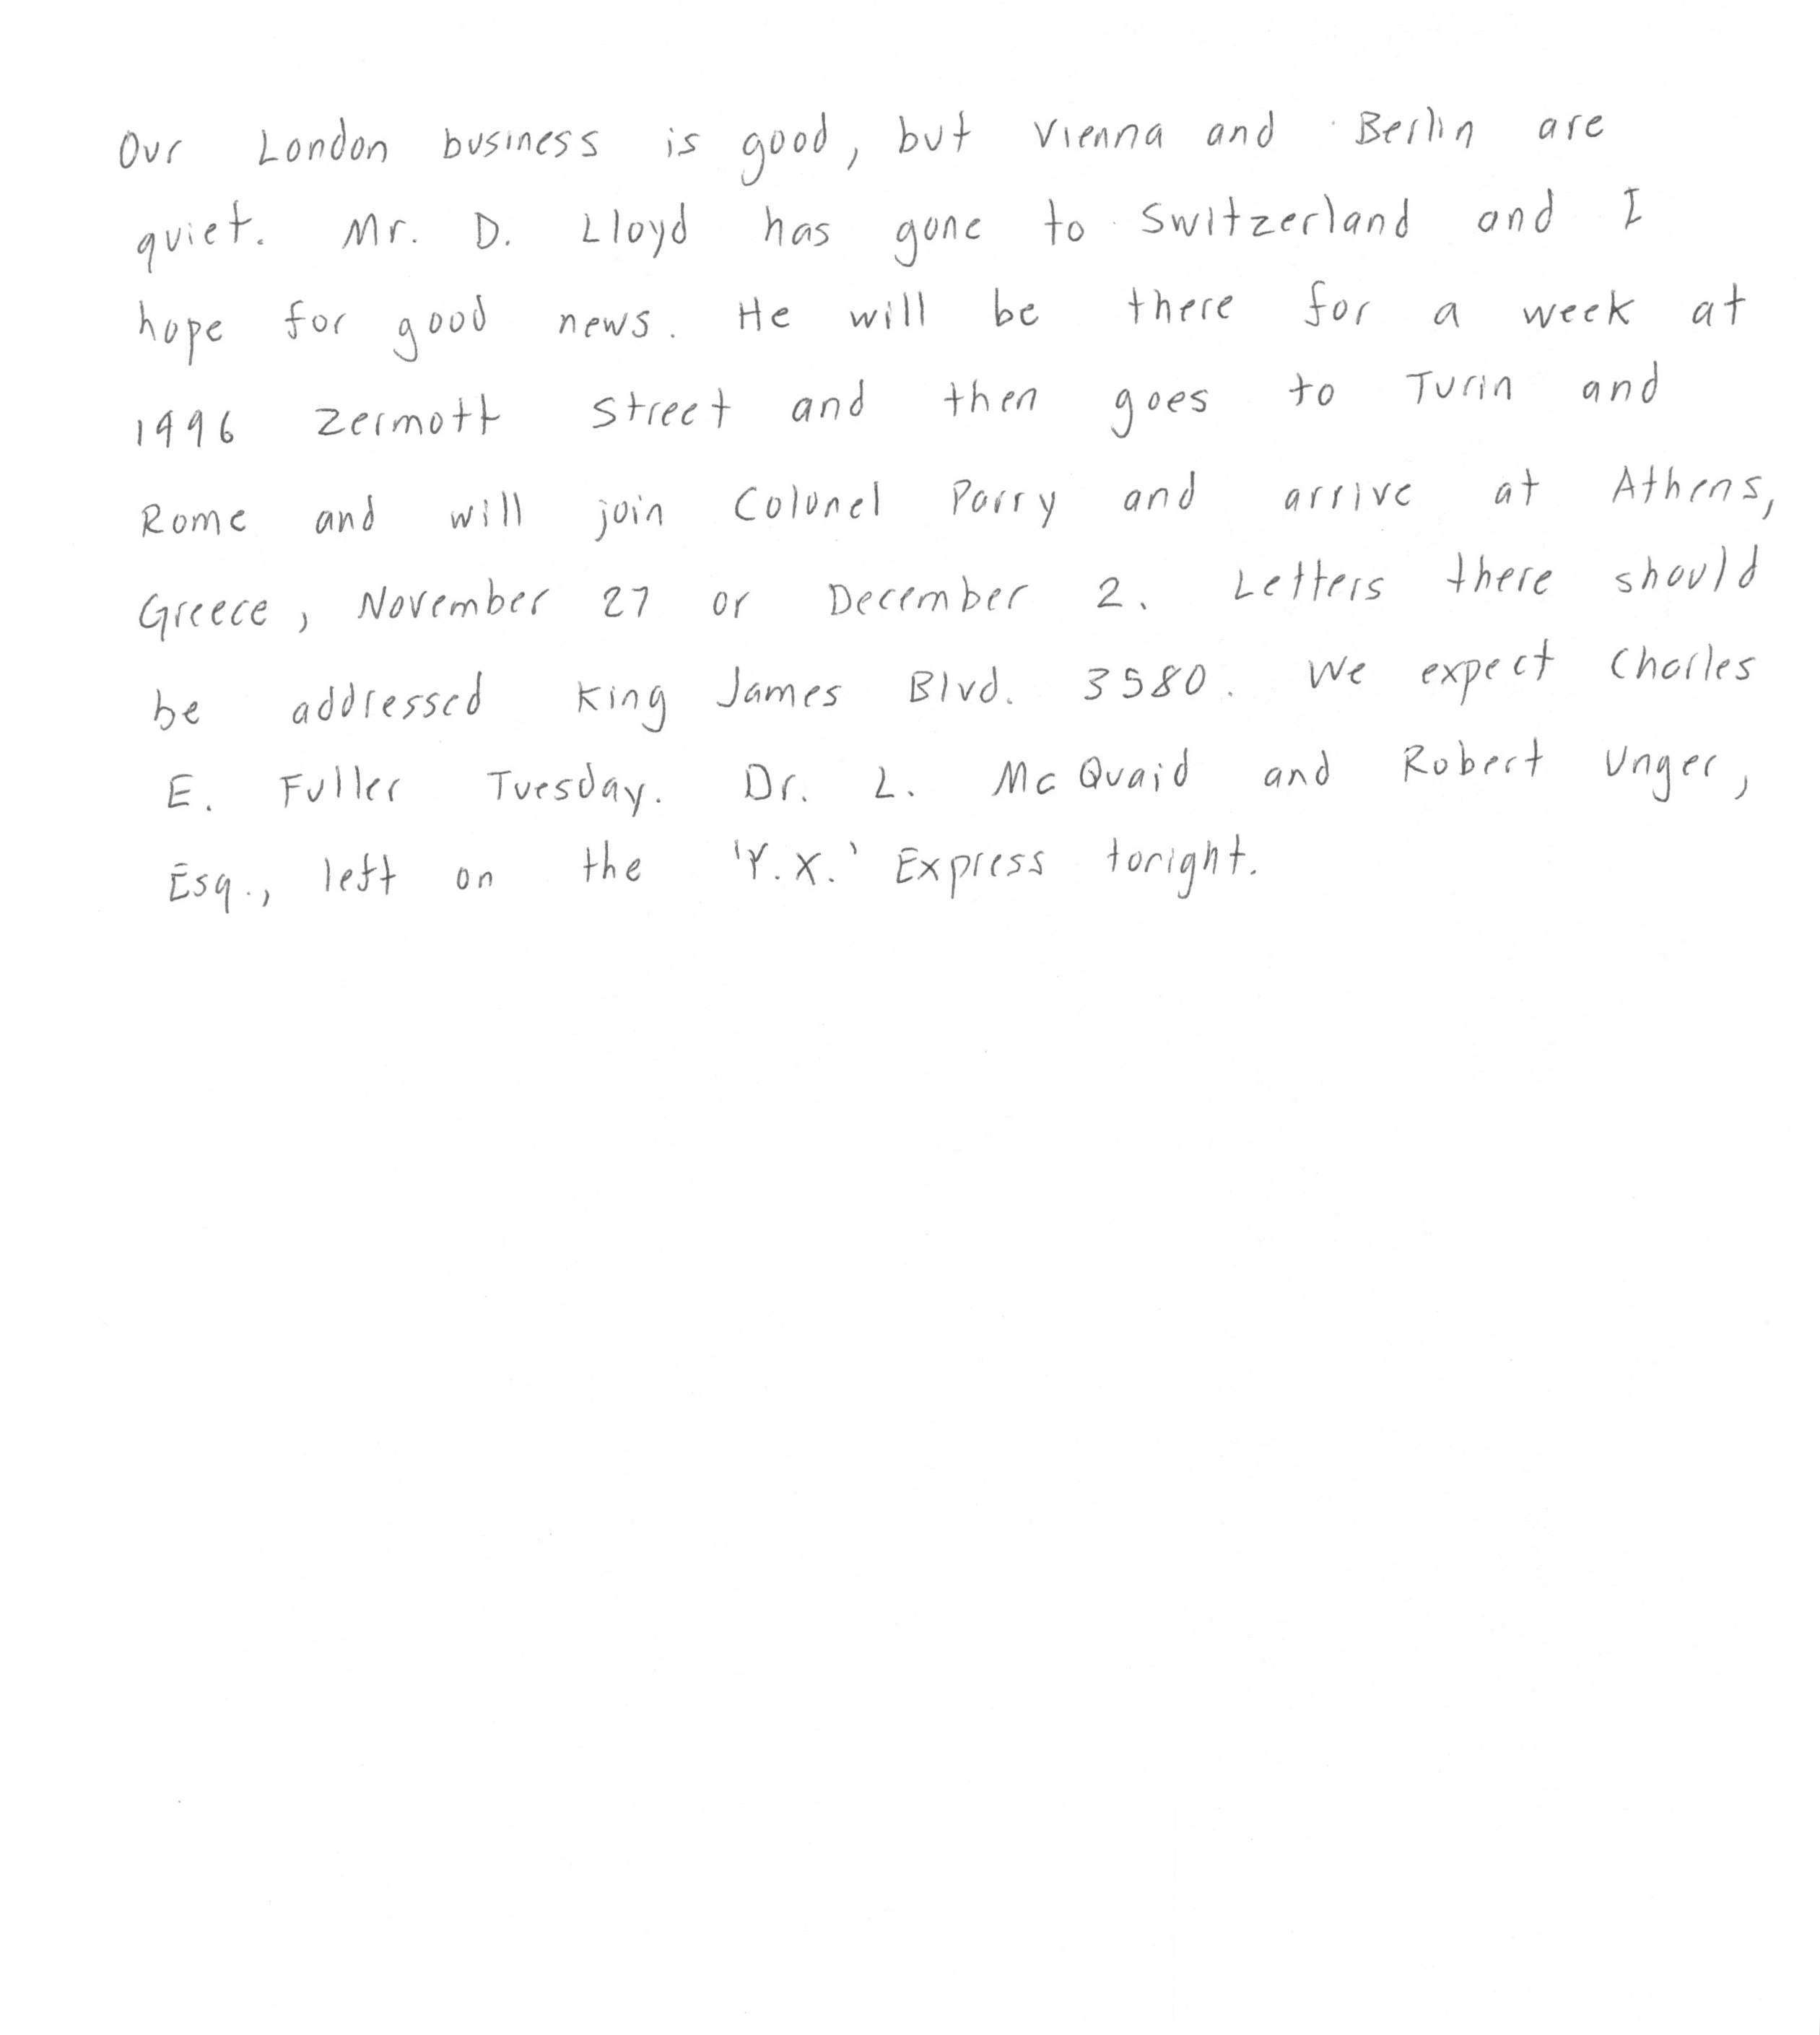 Our London business is good, but Vienna and Berlin are
quiet. Mr. D. Lloyd has gone to Switzerland and I
hope for good news. He will be there for a week at
1496 Zermott street and then goes to Turin and
Rome and will join Colonel Parry and arrive at Athens,
Greece, November 27 or December 2. Letters there should
be addressed King James Blvd. 3580. We expect Charles
E. Fuller Tuesday. Dr. L. McQuaid and Robert Unger,
Esq., left on the 'Y.X.' Express tonight.